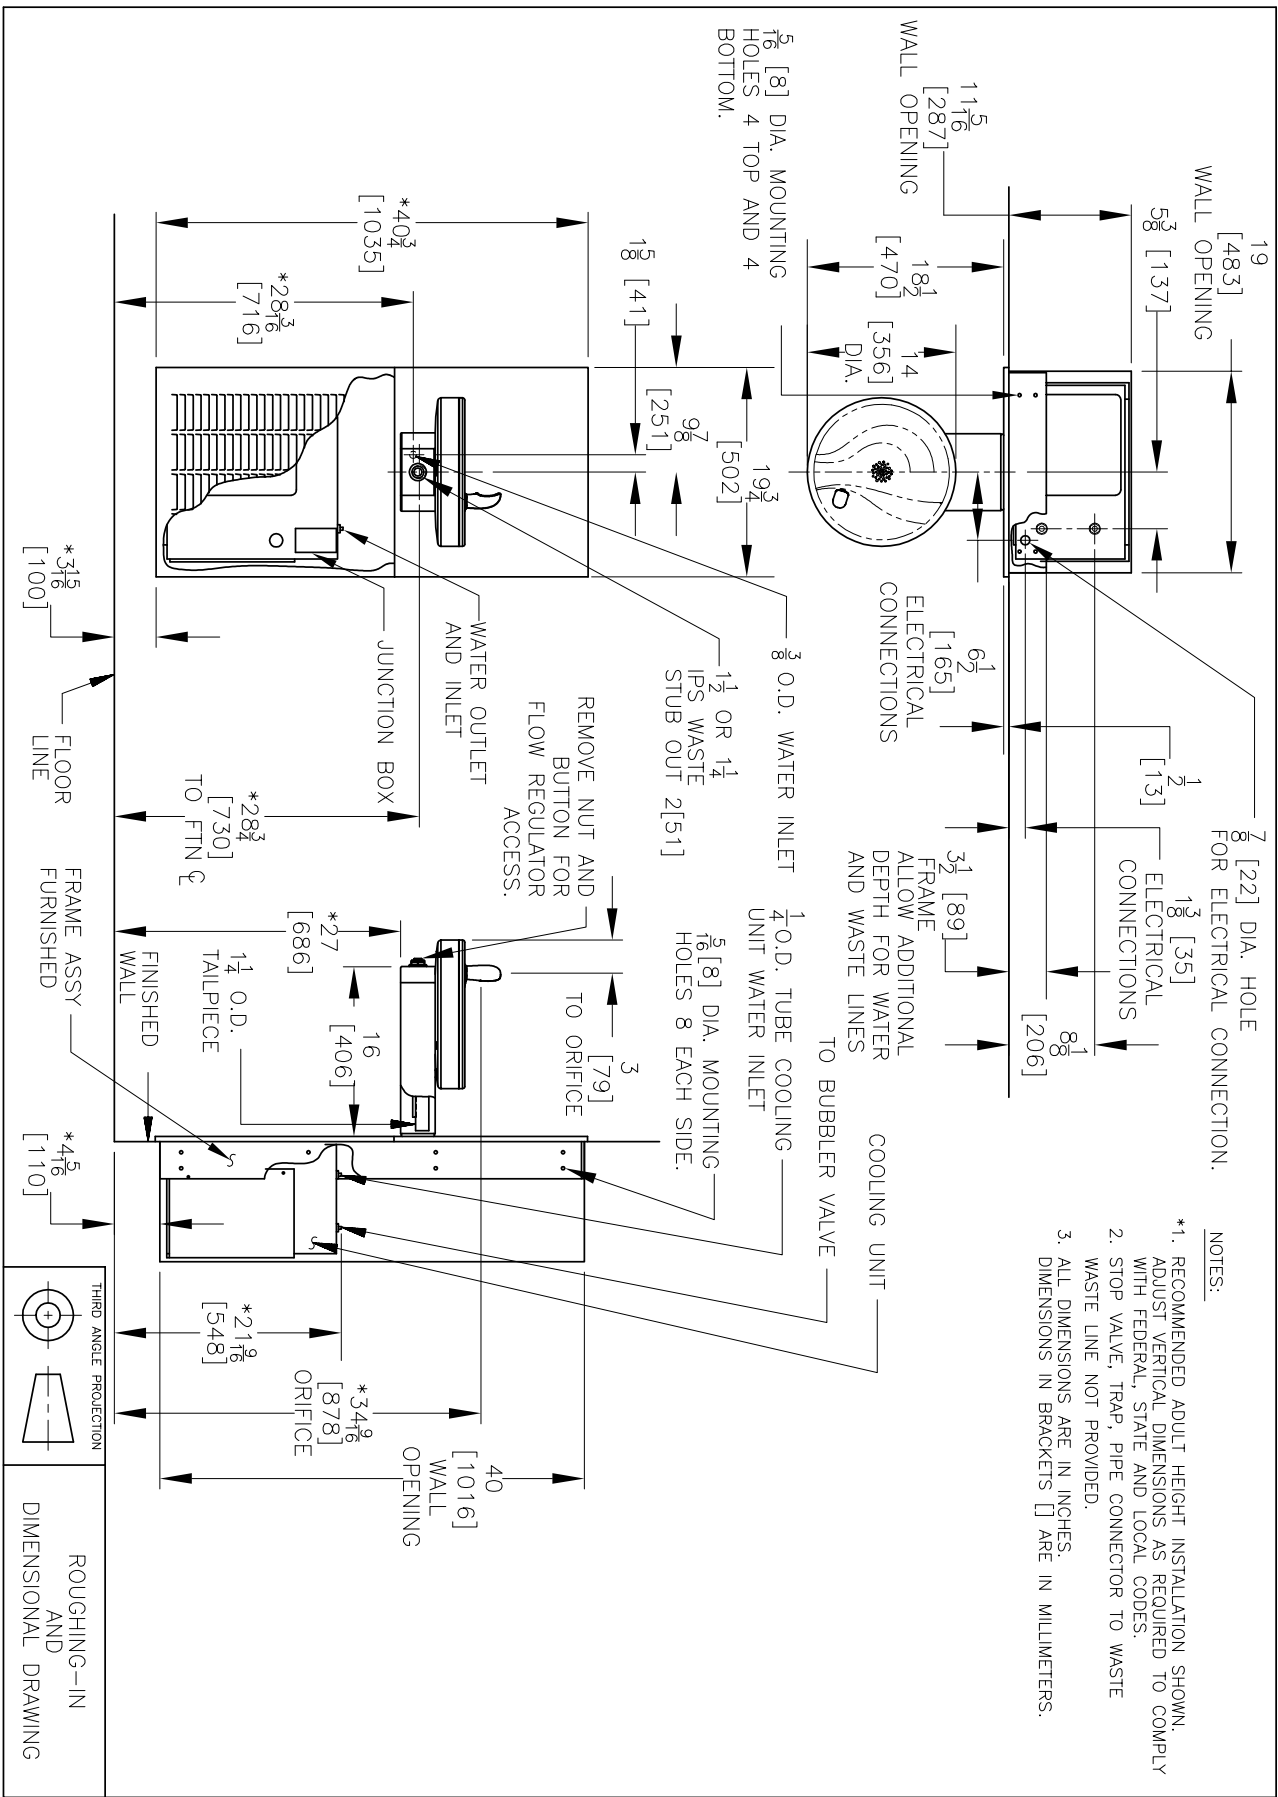 NOTES:
*1. RECOMMENDED ADULT HEIGHT INSTALLATION SHOWN.
ADJUST VERTICAL DIMENSIONS AS REQUIRED TO COMPLY
WITH FEDERAL, STATE AND LOCAL CODES.
2. STOP VALVE, TRAP, PIPE CONNECTOR TO WASTE
WASTE LINE NOT PROVIDED.
3. ALL DIMENSIONS ARE IN INCHES.
DIMENSIONS IN BRACKETS [] ARE IN MILLIMETERS.
19
[483]
WALL OPENING
5 3/8 [137]
11 5/16
[287]
WALL OPENING
7/8 [22] DIA. HOLE
FOR ELECTRICAL CONNECTION.
1/2
[13]
1 3/8 [35]
ELECTRICAL
CONNECTIONS
8 1/8
[206]
3 1/2 [89]
FRAME
ALLOW ADDITIONAL
DEPTH FOR WATER
AND WASTE LINES
6 1/2
[165]
ELECTRICAL
CONNECTIONS
18 1/2
[470]
14
[356]
DIA.
5/16 [8] DIA. MOUNTING
HOLES 4 TOP AND 4
BOTTOM.
19 3/4
[502]
9 7/8
[251]
1 5/8 [41]
*40 3/4
[1035]
*28 3/16
[716]
3/8 O.D. WATER INLET
1 1/2 OR 1 1/4
IPS WASTE
STUB OUT 2[51]
WATER OUTLET
AND INLET
JUNCTION BOX
*3 15/16
[100]
FLOOR
LINE
*28 3/4
[730]
TO FTN ℄
REMOVE NUT AND
BUTTON FOR
FLOW REGULATOR
ACCESS.
3
[79]
TO ORIFICE
*27
[686]
16
[406]
1 1/4 O.D.
TAILPIECE
FINISHED
WALL
FRAME ASSY
FURNISHED
COOLING UNIT
TO BUBBLER VALVE
1/4 O.D. TUBE COOLING
UNIT WATER INLET
5/16[8] DIA. MOUNTING
HOLES 8 EACH SIDE.
*4 5/16
[110]
*21 9/16
[548]
*34 9/16
[878]
ORIFICE
40
[1016]
WALL
OPENING
THIRD ANGLE PROJECTION
ROUGHING-IN
AND
DIMENSIONAL DRAWING